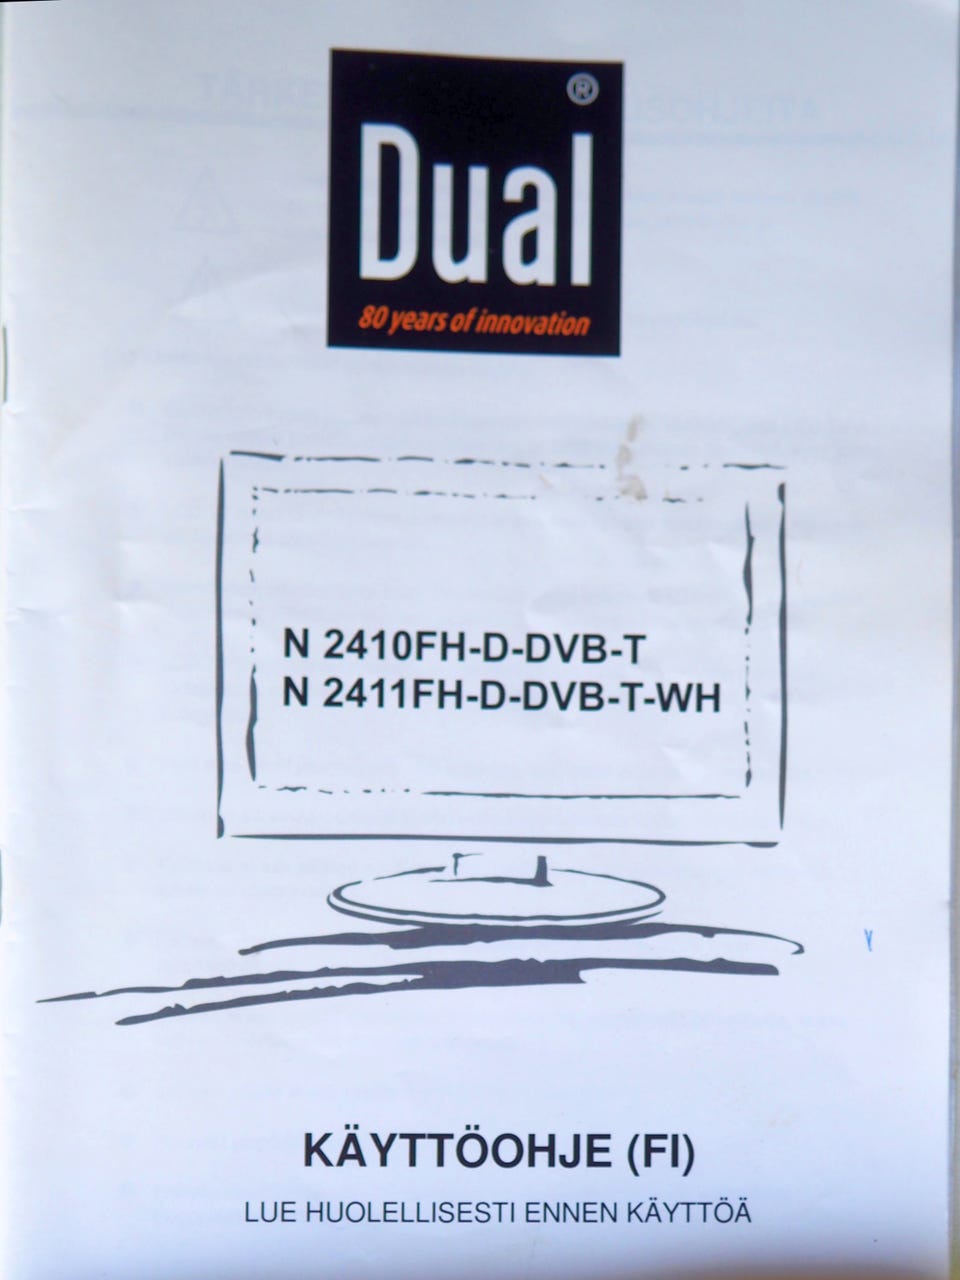 ®
Dual
80 years of innovation
N 2410FH-D-DVB-T
N 2411FH-D-DVB-T-WH
KÄYTTÖOHJE (FI)
LUE HUOLELLISESTI ENNEN KÄYTTÖÄ